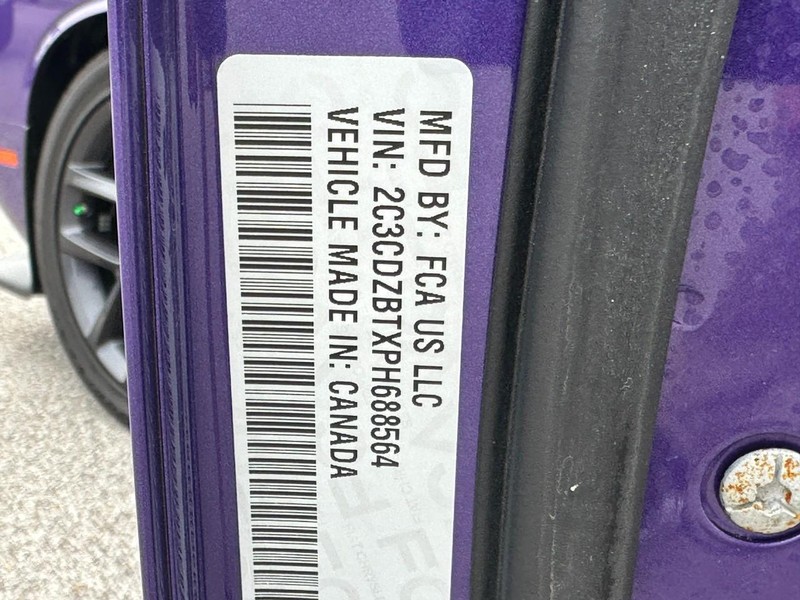 MFD BY: FCA US LLC
VIN: 2C3CDZBTXPH688564
VEHICLE MADE IN: CANADA